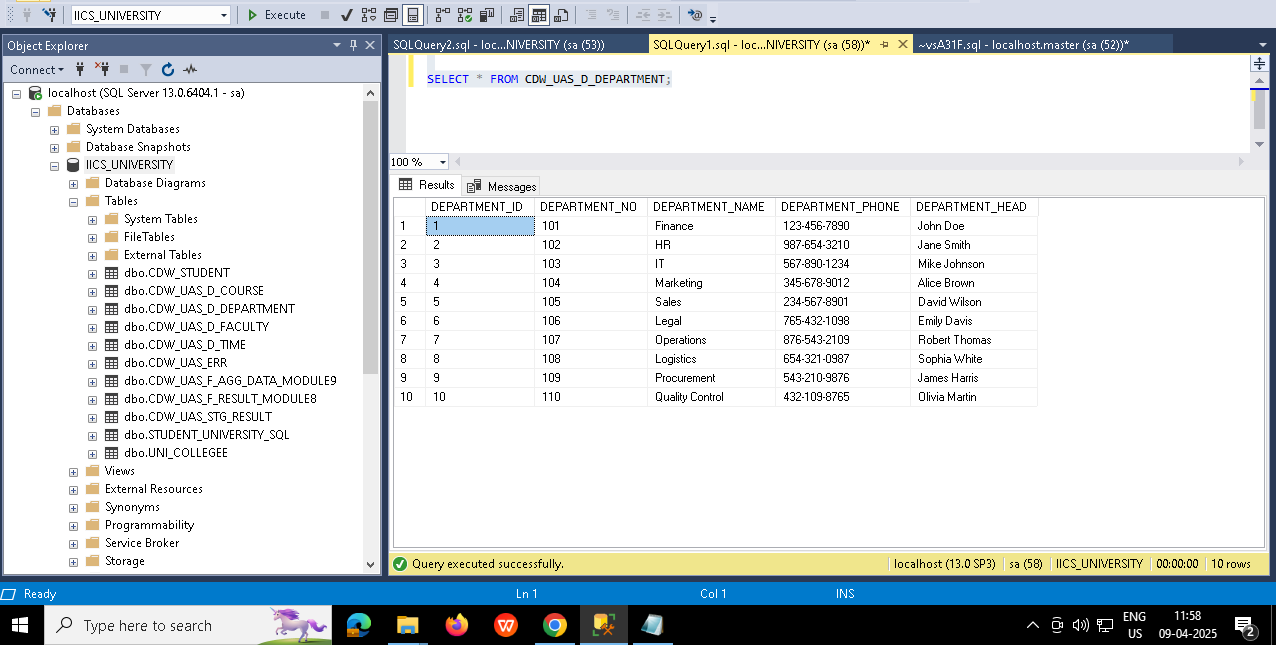 IICS_UNIVERSITY Execute
Object Explorer
Connect
localhost (SQL Server 13.0.6404.1 - sa)
Databases
System Databases
Database Snapshots
IICS_UNIVERSITY
Database Diagrams
Tables
System Tables
FileTables
External Tables
dbo.CDW_STUDENT
dbo.CDW_UAS_D_COURSE
dbo.CDW_UAS_D_DEPARTMENT
dbo.CDW_UAS_D_FACULTY
dbo.CDW_UAS_D_TIME
dbo.CDW_UAS_ERR
dbo.CDW_UAS_F_AGG_DATA_MODULE9
dbo.CDW_UAS_F_RESULT_MODULE8
dbo.CDW_UAS_STG_RESULT
dbo.STUDENT_UNIVERSITY_SQL
dbo.UNI_COLLEGEE
Views
External Resources
Synonyms
Programmability
Service Broker
Storage
SQLQuery2.sql - loc...NIVERSITY (sa (53)) SQLQuery1.sql - loc...NIVERSITY (sa (58))* ~vsA31F.sql - localhost.master (sa (52))*
SELECT * FROM CDW_UAS_D_DEPARTMENT;
100 %
Results Messages
DEPARTMENT_ID DEPARTMENT_NO DEPARTMENT_NAME DEPARTMENT_PHONE DEPARTMENT_HEAD
1 1 101 Finance 123-456-7890 John Doe
2 2 102 HR 987-654-3210 Jane Smith
3 3 103 IT 567-890-1234 Mike Johnson
4 4 104 Marketing 345-678-9012 Alice Brown
5 5 105 Sales 234-567-8901 David Wilson
6 6 106 Legal 765-432-1098 Emily Davis
7 7 107 Operations 876-543-2109 Robert Thomas
8 8 108 Logistics 654-321-0987 Sophia White
9 9 109 Procurement 543-210-9876 James Harris
10 10 110 Quality Control 432-109-8765 Olivia Martin
Query executed successfully. localhost (13.0 SP3) sa (58) IICS_UNIVERSITY 00:00:00 10 rows
Ready Ln 1 Col 1 INS
Type here to search
ENG
US
11:58
09-04-2025
2